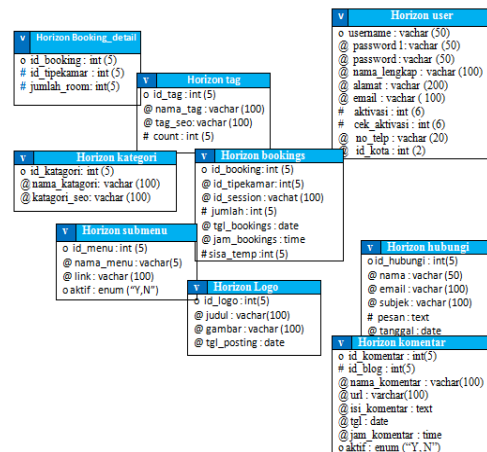 v Horizon Booking_detail
o id_booking : int (5)
# id_tipekamar : int (5)
# jumlah_room: int(5)
v Horizon user
o username : vachar (50)
@ password 1: vachar (50)
@ password: vachar (50)
@ nama_lengkap : vachar (100)
@ alamat : vachar (200)
@ email : vachar ( 100)
# aktivasi : int (6)
# cek_aktivasi : int (6)
@ no_telp : vachar (20)
@ id_kota : int (2)
v Horizon tag
o id_tag : int (5)
@ nama_tag : vachar (100)
@ tag_seo: vachar (100)
# count : int (5)
v Horizon kategori
o id_katagori: int (5)
@ nama_katagori: vachar (100)
@ katagori_seo: vachar (100)
v Horizon bookings
o id_booking: int (5)
@ id_tipekamar: int(5)
@ id_session: vachat (100)
# jumlah : int (5)
@ tgl_bookings : date
@ jam_bookings : time
#sisa_temp :int (5)
v Horizon submenu
o id_menu : int (5)
@ nama_menu : vachar(5)
@ link : vachar (100)
o aktif : enum ("Y,N")
v Horizon Logo
o id_logo : int(5)
@ judul : vachar(100)
@ gambar : vachar (100)
@ tgl_posting : date
v Horizon hubungi
o id_hubungi : int(5)
@ nama : vachar (50)
@ email : vachar (100)
@ subjek : vachar (100)
# pesan : text
@ tanggal : date
v Horizon komentar
o id_komentar : int(5)
# id_blog : int(5)
@ nama_komentar : vachar(100)
@ url : varchar(100)
@ isi_komentar : text
@ tgl : date
@ jam_komentar : time
o aktif : enum ("Y, N")